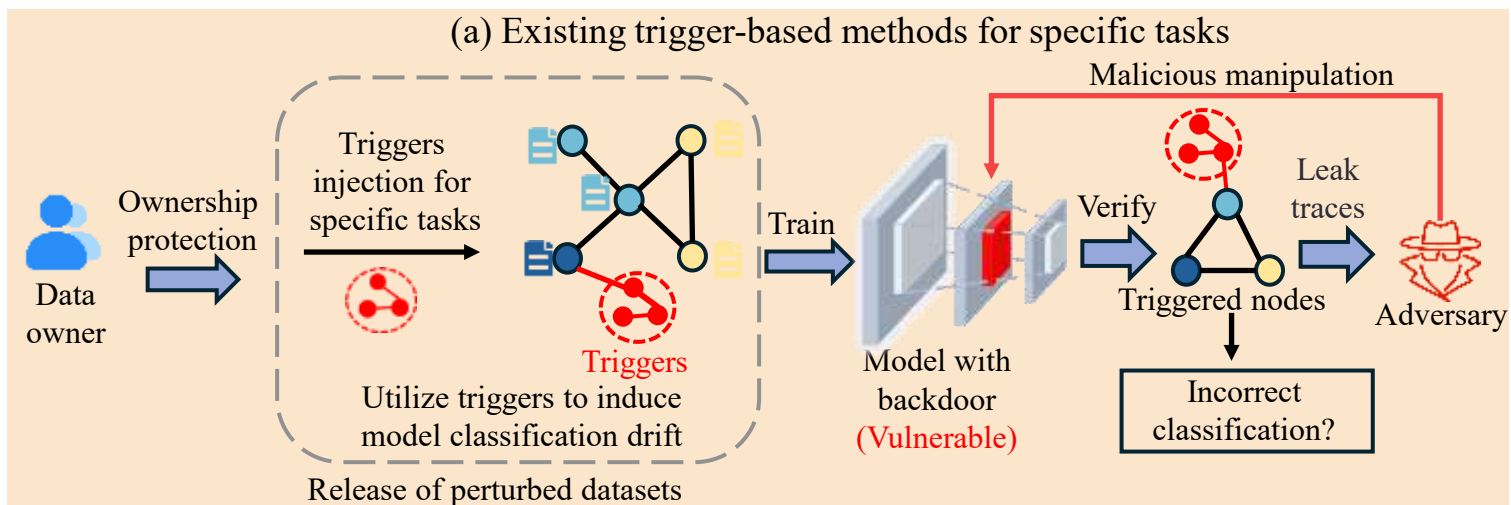 (a) Existing trigger-based methods for specific tasks
Malicious manipulation
Data
owner
Ownership
protection
Triggers
injection for
specific tasks
Triggers
Utilize triggers to induce
model classification drift
Release of perturbed datasets
Train
Model with
backdoor
(Vulnerable)
Verify
Triggered nodes
Incorrect
classification?
Leak
traces
Adversary